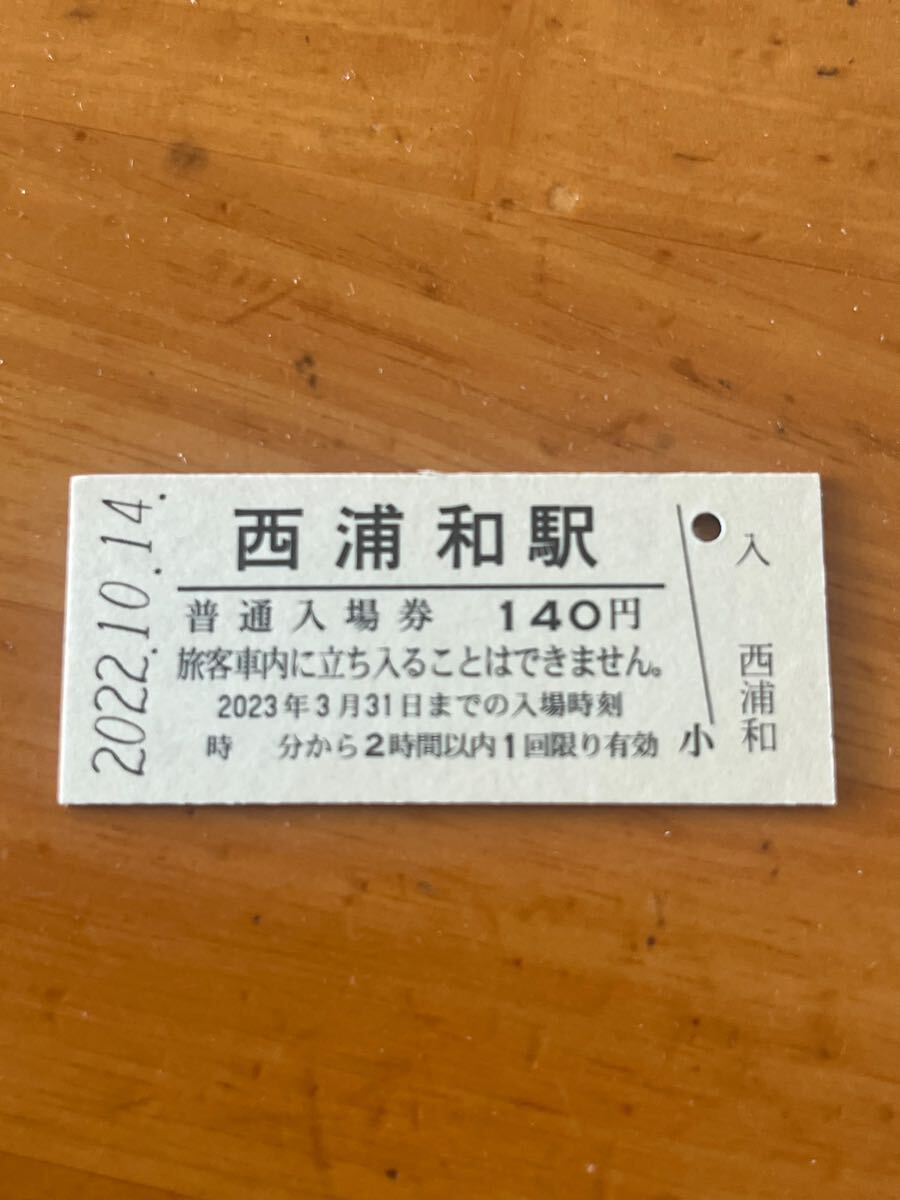 2022.10.14.
西浦和駅
普通入場券 140円
旅客車内に立ち入ることはできません。
2023年3月31日までの入場時刻
時 分から2時間以内1回限り有効
小
入
西浦和